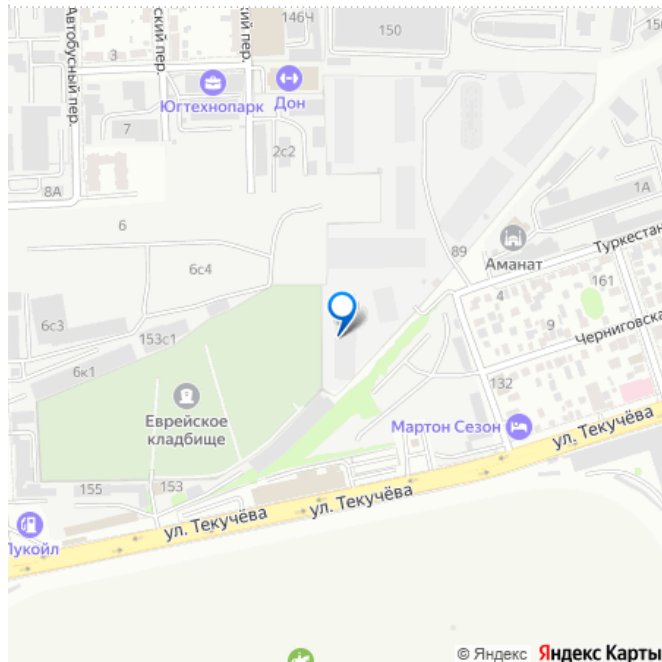 146Ч
150
Автобусный пер.
ский пер.
кий пер.
3
Югтехнопарк
Дон
7
2с2
8А
1А
6
89
Аманат
Туркестан
6с4
4
161
6с3
153с1
9
Черниговска
6к1
132
Еврейское
кладбище
Мартон Сезон
ул. Текучёва
155
153
ул. Текучёва
ул. Текучёва
Лукойл
© Яндекс Яндекс Карты